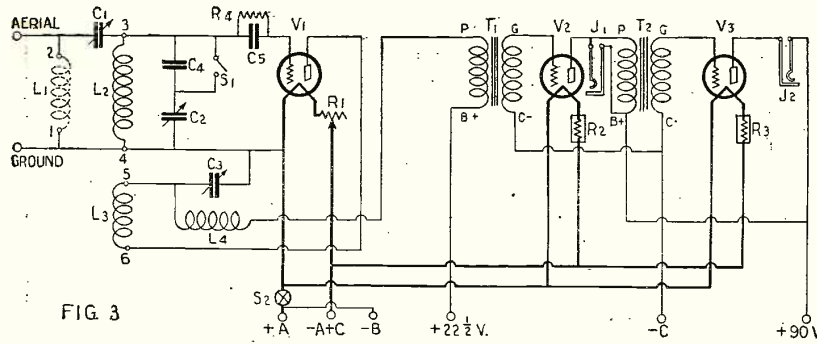 AERIAL
C1
3
R4
V1
P
T1
G
V2
J1
P
T2
G
V3
2
C4
S1
C5
L1
L2
C2
R1
J2
1
B+
C-
R2
B+
C-
R3
4
GROUND
5
C3
L3
L4
6
S2
FIG. 3
+A
-A+C
-B
+22 1/2 V.
-C
+90 V.